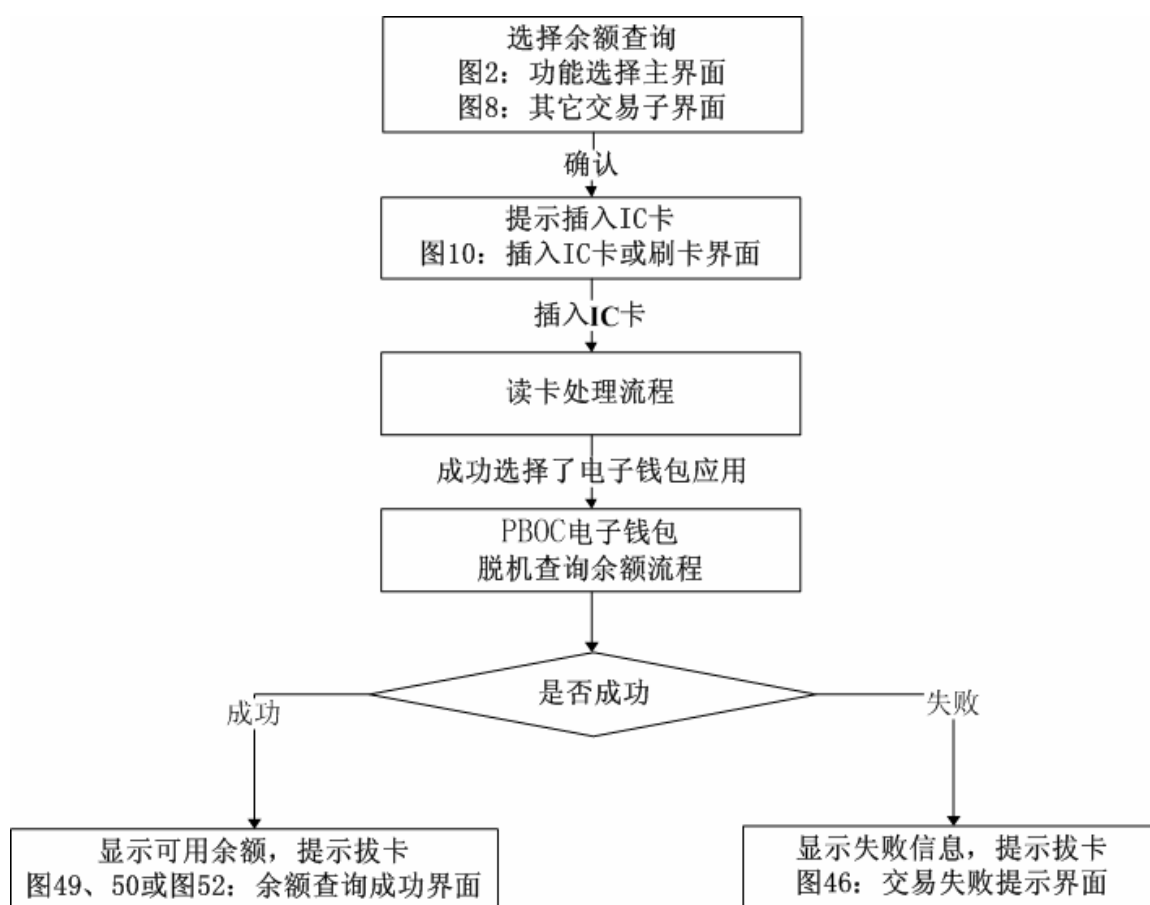 选择余额查询
图2：功能选择主界面
图8：其它交易子界面
确认
提示插入IC卡
图10：插入IC卡或刷卡界面
插入IC卡
读卡处理流程
成功选择了电子钱包应用
PBOC电子钱包
脱机查询余额流程
是否成功
成功
失败
显示可用余额，提示拔卡
图49、50或图52：余额查询成功界面
显示失败信息，提示拔卡
图46：交易失败提示界面